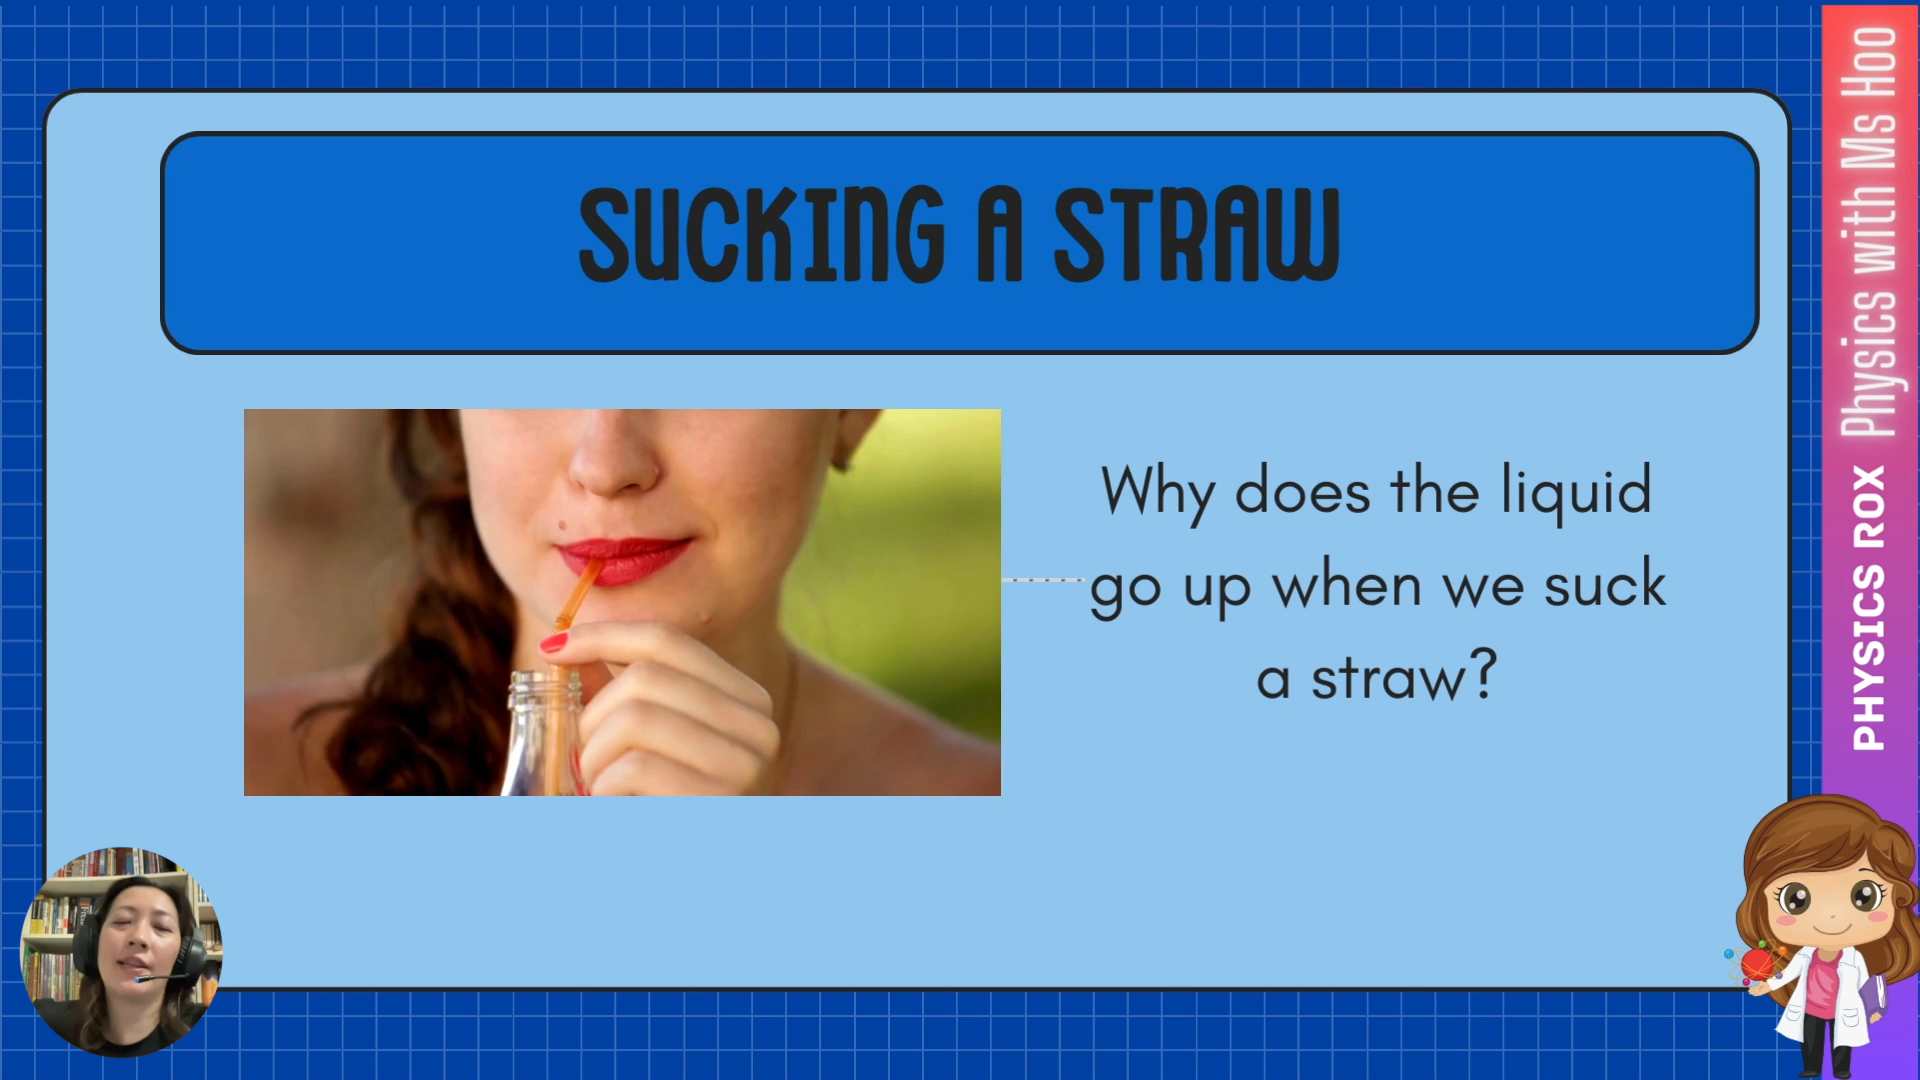 SUCKING A STRAW
Why does the liquid
go up when we suck
a straw?
PHYSICS ROX Physics with Ms Hoo